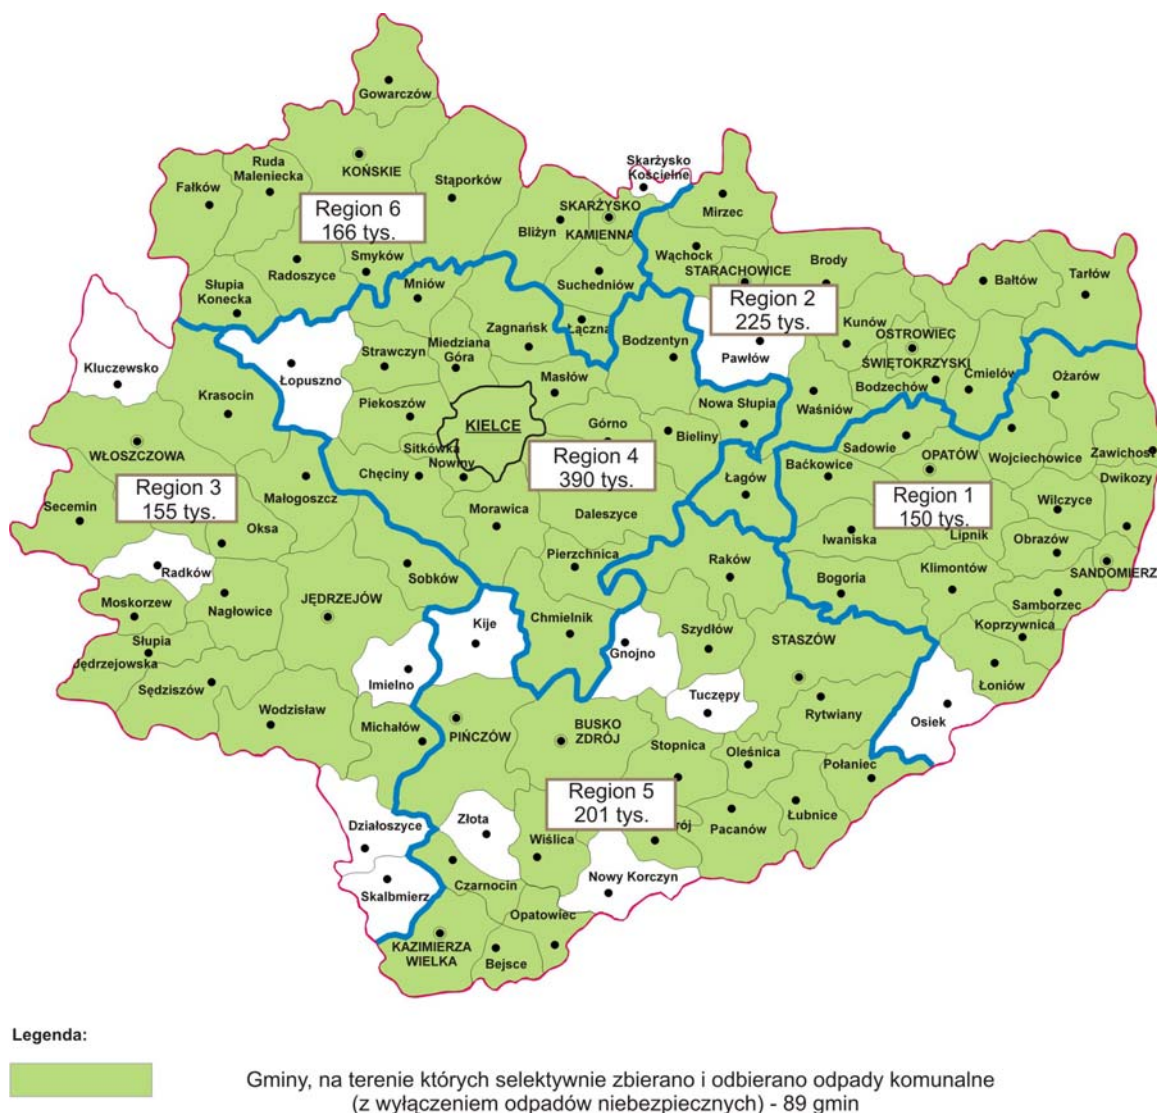 Gowarczów
Ruda
Maleniecka
KOŃSKIE
Fałków
Stąporków
Skarżysko
Kościelne
Region 6
166 tys.
SKARŻYSKO
KAMIENNA
Bliżyn
Mirzec
Smyków
Radoszyce
Wąchock
STARACHOWICE
Brody
Bałtów
Tarłów
Słupia
Konecka
Mniów
Suchedniów
Region 2
225 tys.
Zagnańsk
Łączna
Kunów
OSTROWIEC
ŚWIĘTOKRZYSKI
Kluczewsko
Łopuszno
Strawczyn
Miedziana
Góra
Bodzentyn
Pawłów
Bodzechów
Ćmielów
Ożarów
Krasocin
Piekoszów
Masłów
Nowa Słupia
Waśniów
KIELCE
Górno
Bieliny
Sadowie
OPATÓW
Wojciechowice
Zawichost
WŁOSZCZOWA
Sitkówka
Nowiny
Chęciny
Region 4
390 tys.
Baćkowice
Dwikozy
Region 3
155 tys.
Małogoszcz
Łagów
Region 1
150 tys.
Wilczyce
Secemin
Oksa
Morawica
Daleszyce
Iwaniska
Lipnik
Obrazów
Radków
Sobków
Pierzchnica
Raków
Bogoria
Klimontów
SANDOMIERZ
Moskorzew
Nagłowice
JĘDRZEJÓW
Samborzec
Słupia
Jędrzejowska
Kije
Chmielnik
Gnojno
Szydłów
STASZÓW
Koprzywnica
Sędziszów
Imielno
Tuczępy
Łoniów
Wodzisław
Michałów
PIŃCZÓW
BUSKO
ZDRÓJ
Rytwiany
Osiek
Stopnica
Oleśnica
Połaniec
Region 5
201 tys.
Działoszyce
Złota
Wiślica
rój
Pacanów
Łubnice
Skalbmierz
Czarnocin
Nowy Korczyn
Opatowiec
KAZIMIERZA
WIELKA
Bejsce
Legenda:
Gminy, na terenie których selektywnie zbierano i odbierano odpady komunalne
(z wyłączeniem odpadów niebezpiecznych) - 89 gmin